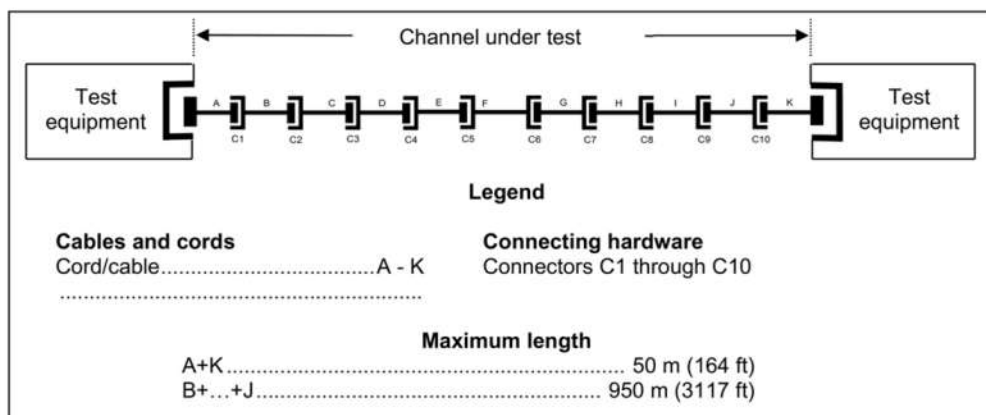 Channel under test
Test equipment
A B C D E F G H I J K
C1 C2 C3 C4 C5 C6 C7 C8 C9 C10
Test equipment
Legend
Cables and cords
Cord/cable....................................A - K
.............................................................
Connecting hardware
Connectors C1 through C10
Maximum length
A+K.................................................................... 50 m (164 ft)
B+…+J.......................................................... 950 m (3117 ft)